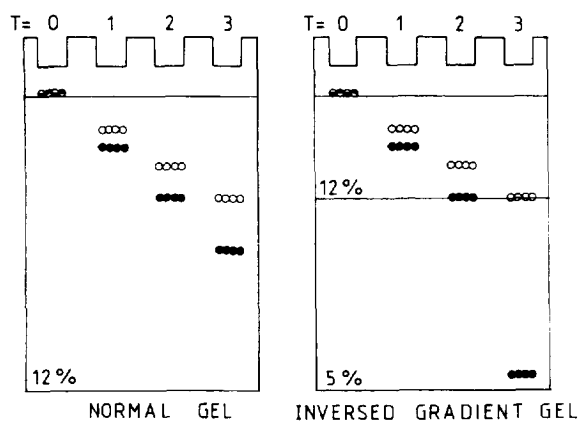 T= 0 1 2 3
T= 0 1 2 3
12%
12%
5%
NORMAL GEL
INVERSED GRADIENT GEL